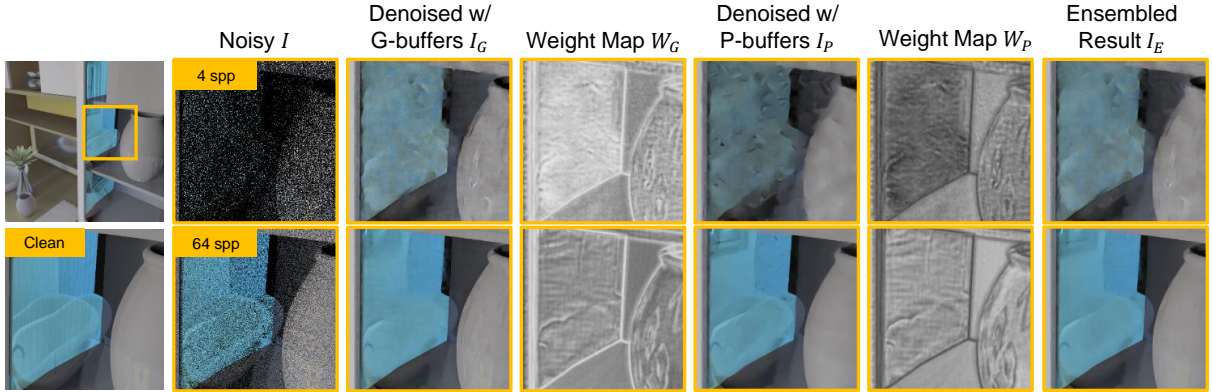 Noisy I
Denoised w/
G-buffers I_G
Weight Map W_G
Denoised w/
P-buffers I_P
Weight Map W_P
Ensembled
Result I_E
4 spp
Clean
64 spp